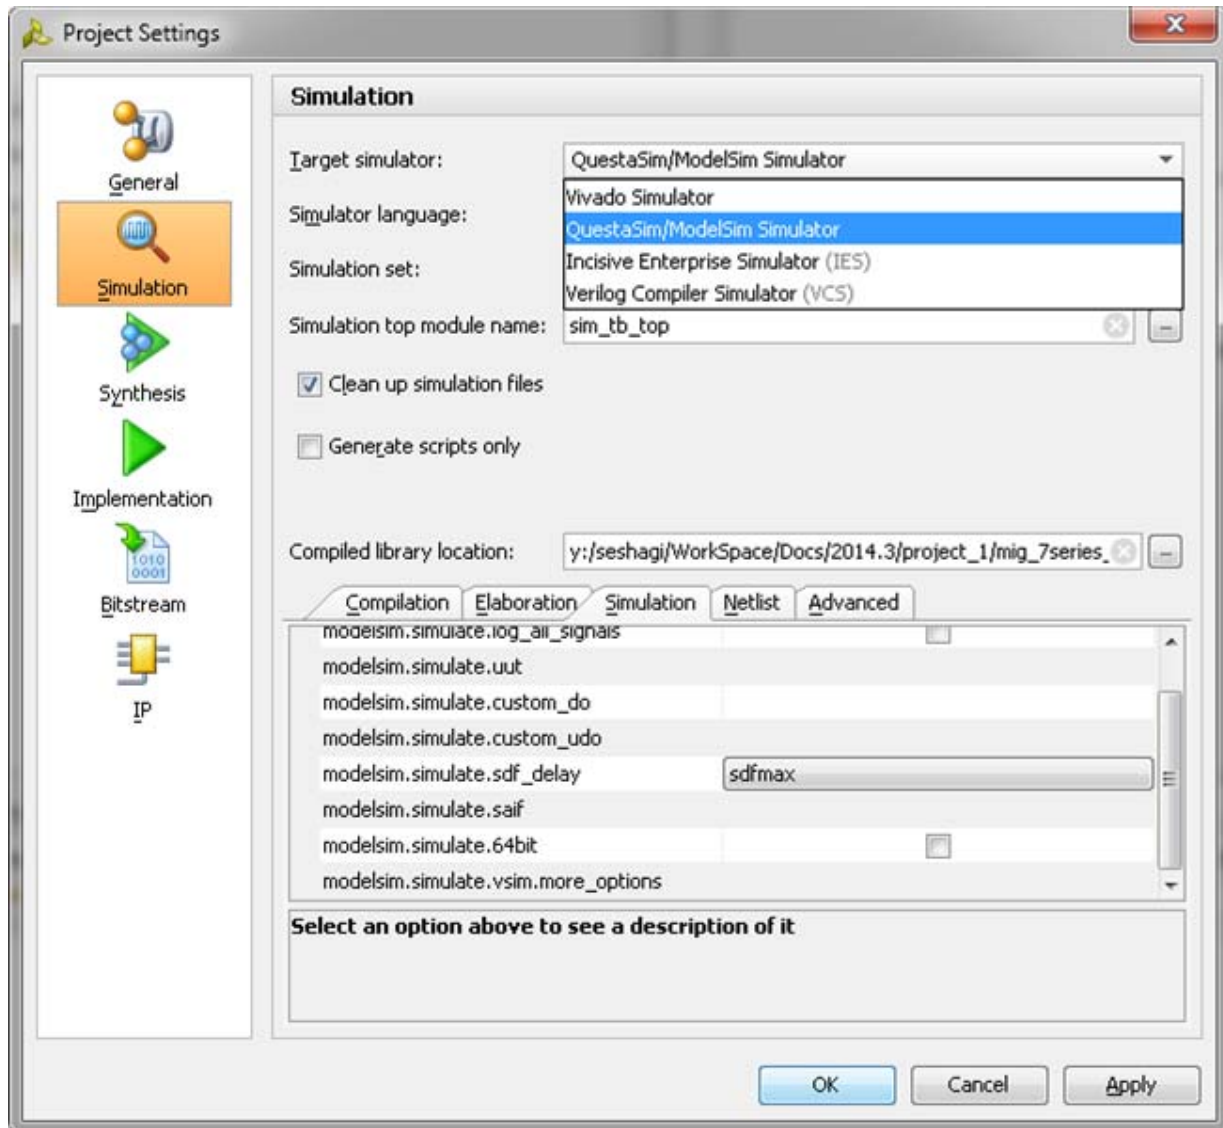 Project Settings
General
Simulation
Synthesis
Implementation
1010
0001
Bitstream
IP
Simulation
Target simulator: QuestaSim/ModelSim Simulator
Vivado Simulator
Simulator language: QuestaSim/ModelSim Simulator
Simulation set: Incisive Enterprise Simulator (IES)
Verilog Compiler Simulator (VCS)
Simulation top module name: sim_tb_top
Clean up simulation files
Generate scripts only
Compiled library location: y:/seshagi/WorkSpace/Docs/2014.3/project_1/mig_7series_
Compilation Elaboration Simulation Netlist Advanced
modelsim.simulate.log_all_signals
modelsim.simulate.uut
modelsim.simulate.custom_do
modelsim.simulate.custom_udo
modelsim.simulate.sdf_delay sdfmax
modelsim.simulate.saif
modelsim.simulate.64bit
modelsim.simulate.vsim.more_options
Select an option above to see a description of it
OK Cancel Apply